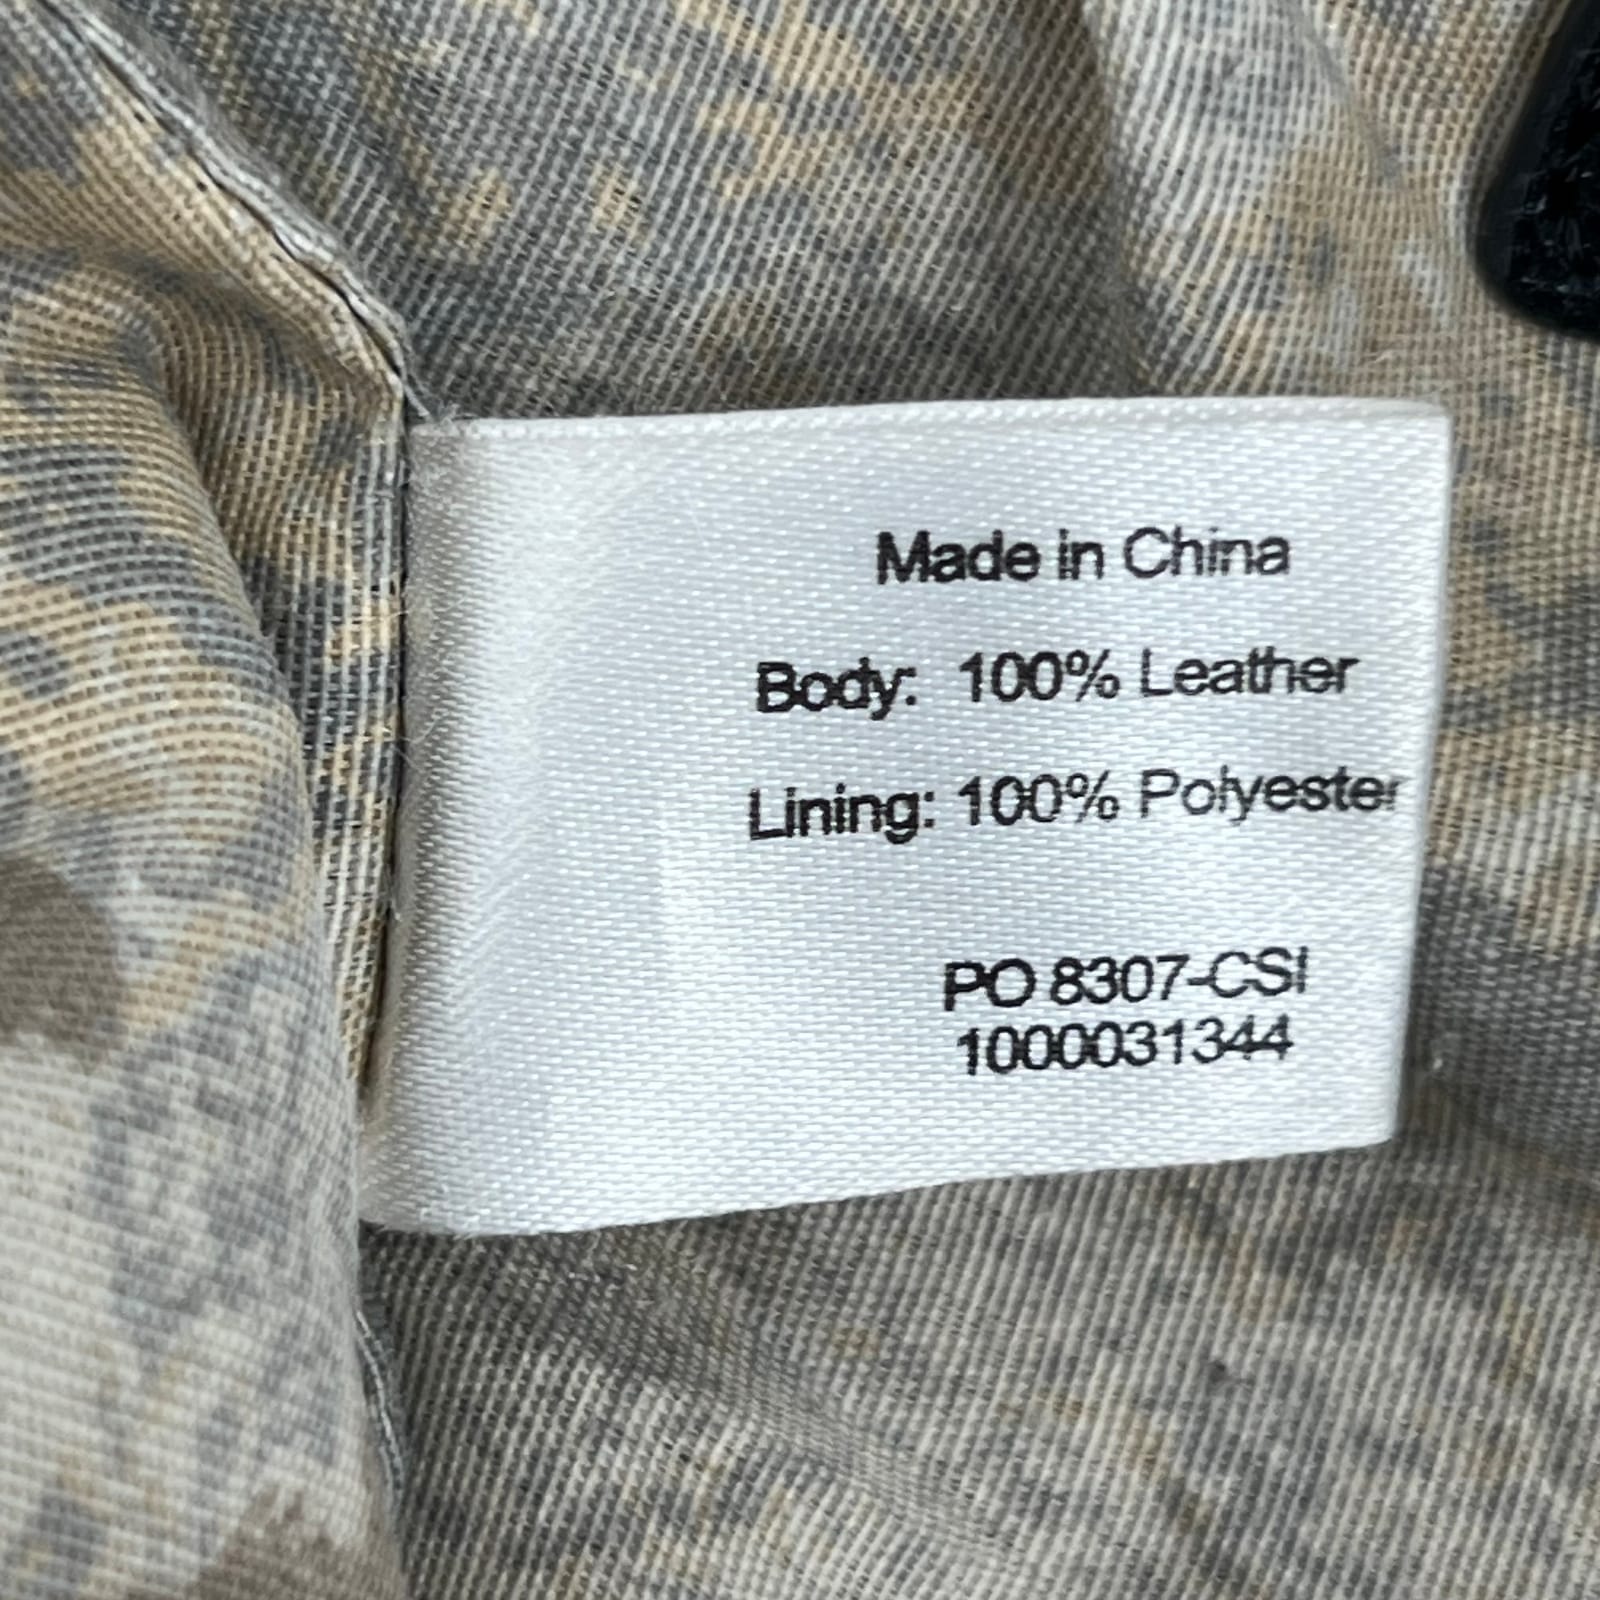 Made in China
Body: 100% Leather
Lining: 100% Polyester
PO 8307-CSI
1000031344